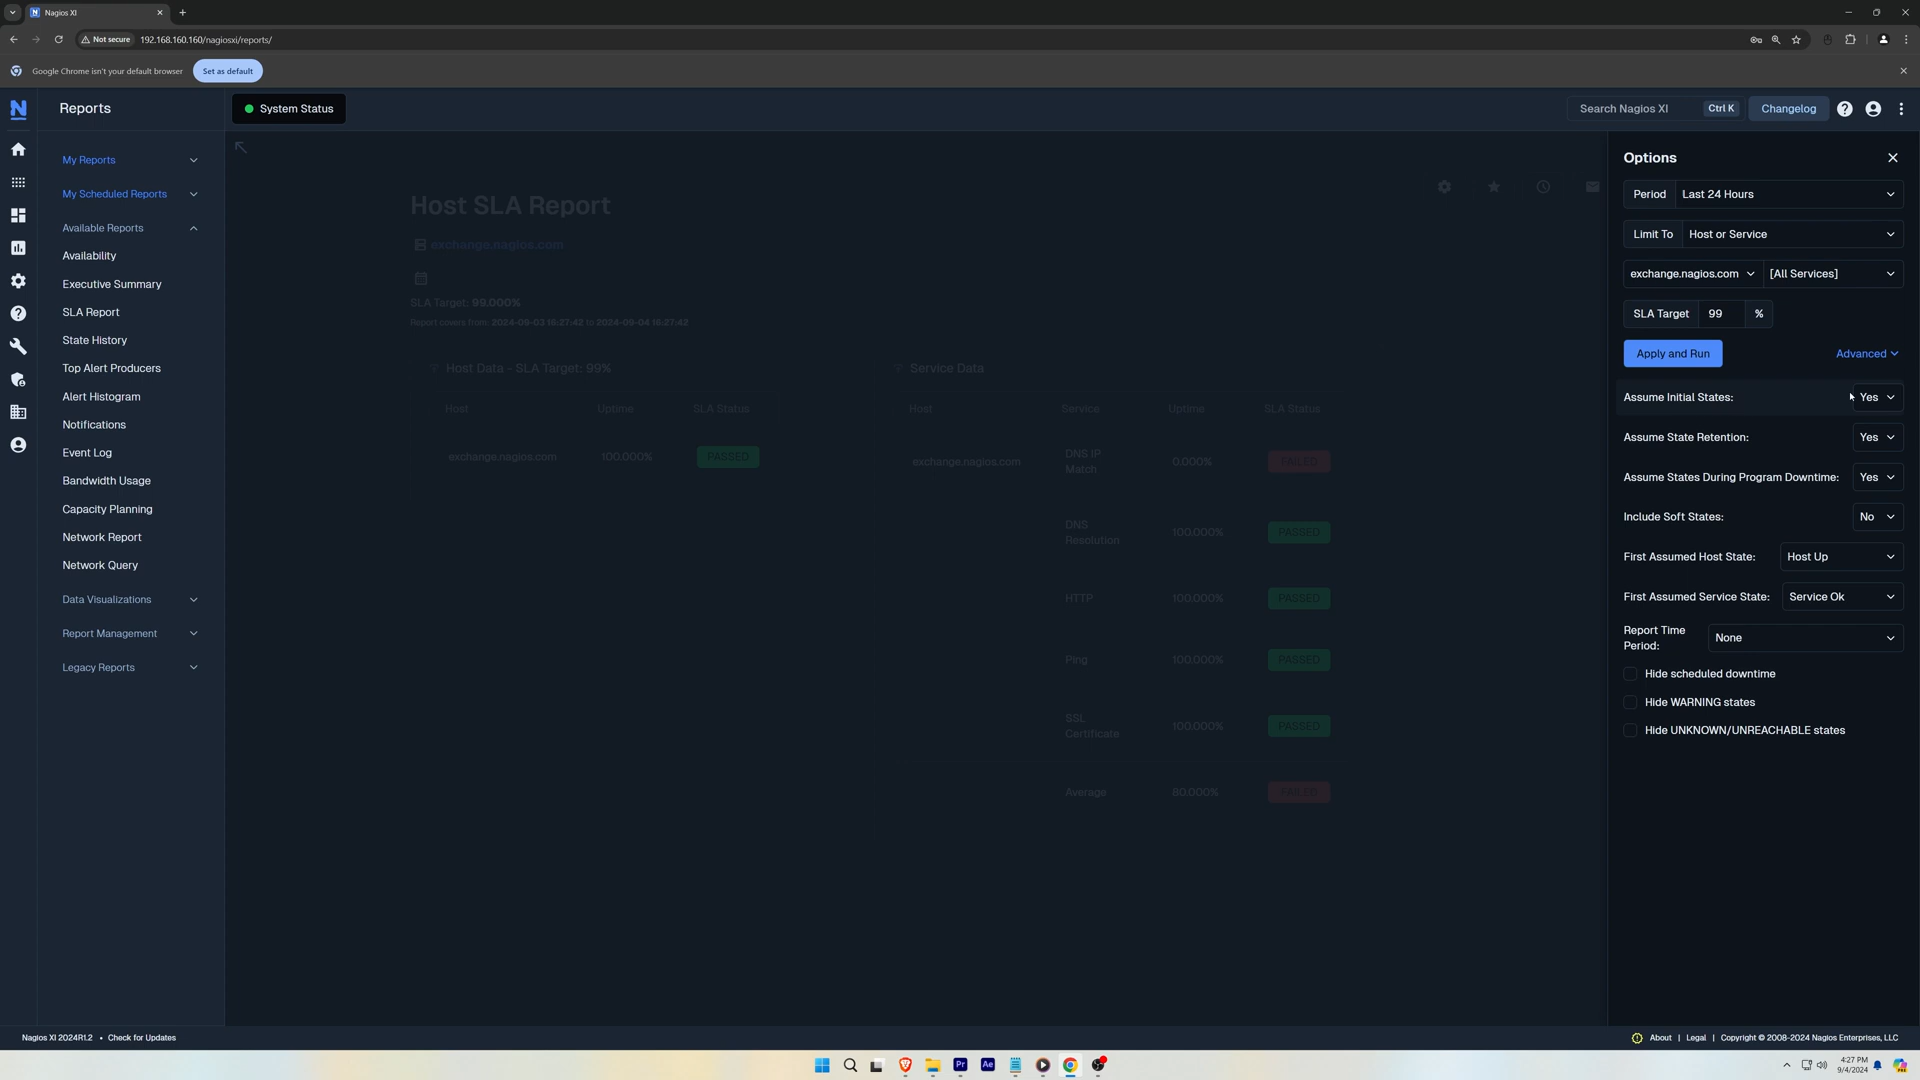 Nagios XI
Not secure
192.168.160.160/nagiosxi/reports/
Google Chrome isn't your default browser
Set as default
Reports
System Status
Search Nagios XI
Ctrl K
Changelog
My Reports
My Scheduled Reports
Available Reports
Availability
Executive Summary
SLA Report
State History
Top Alert Producers
Alert Histogram
Notifications
Event Log
Bandwidth Usage
Capacity Planning
Network Report
Network Query
Data Visualizations
Report Management
Legacy Reports
Host SLA Report
exchange.nagios.com
SLA Target: 99.000%
Report covers from: 2024-09-03 16:27:42 to 2024-09-04 16:27:42
Host Data - SLA Target: 99%
Host Uptime SLA Status
exchange.nagios.com 100.000% PASSED
Service Data
Host Service Uptime SLA Status
exchange.nagios.com DNS IP Match 0.000% FAILED
DNS Resolution 100.000% PASSED
HTTP 100.000% PASSED
Ping 100.000% PASSED
SSL Certificate 100.000% PASSED
Average 80.000% FAILED
Options
Period Last 24 Hours
Limit To Host or Service
exchange.nagios.com [All Services]
SLA Target 99 %
Apply and Run
Advanced
Assume Initial States: Yes
Assume State Retention: Yes
Assume States During Program Downtime: Yes
Include Soft States: No
First Assumed Host State: Host Up
First Assumed Service State: Service Ok
Report Time Period: None
Hide scheduled downtime
Hide WARNING states
Hide UNKNOWN/UNREACHABLE states
Nagios XI 2024R1.2 • Check for Updates
About | Legal | Copyright © 2008-2024 Nagios Enterprises, LLC
Pr
Ae
4:27 PM
9/4/2024